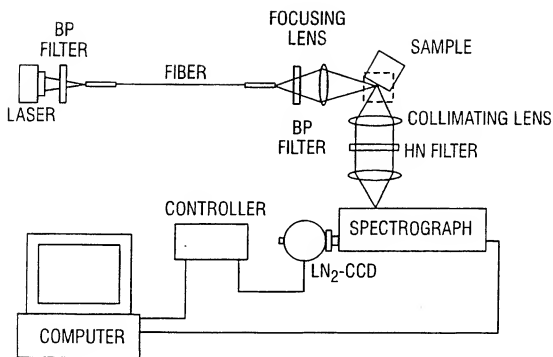 BP
FILTER
FOCUSING
LENS
SAMPLE
FIBER
LASER
COLLIMATING LENS
BP
FILTER
HN FILTER
CONTROLLER
SPECTROGRAPH
LN₂-CCD
COMPUTER